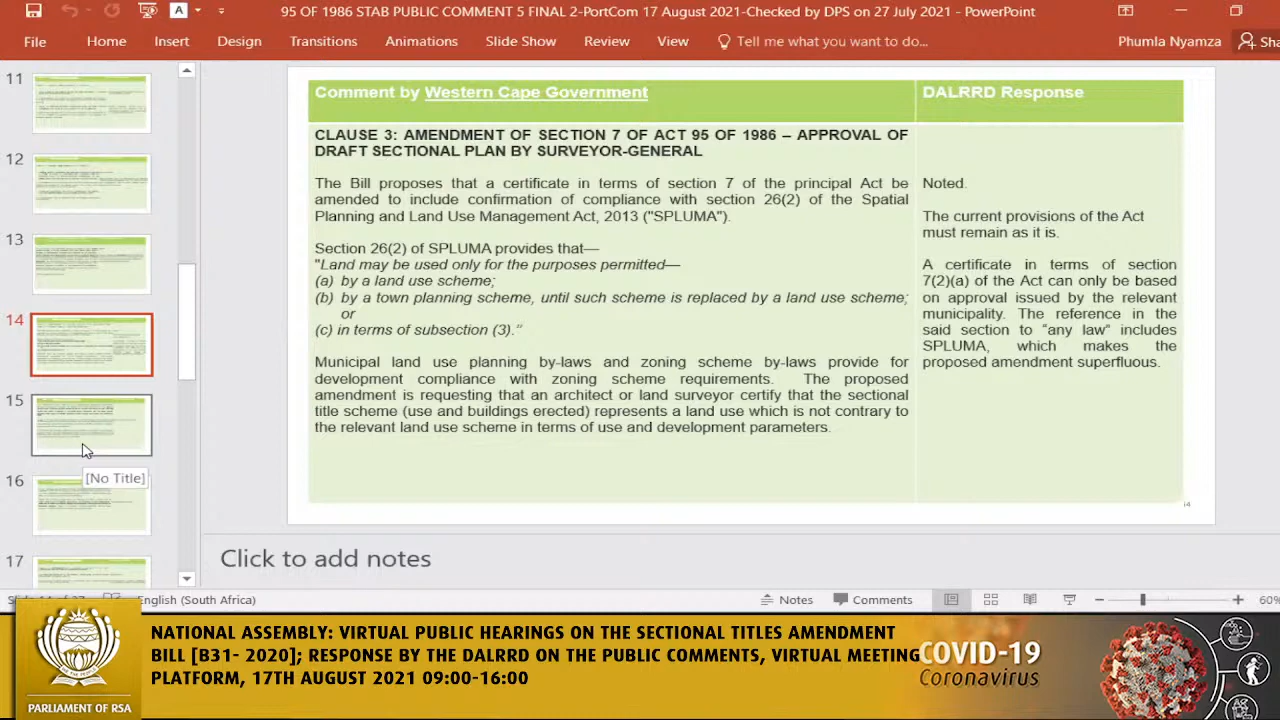 95 OF 1986 STAB PUBLIC COMMENT 5 FINAL 2-PortCom 17 August 2021-Checked by DPS on 27 July 2021 - PowerPoint
File Home Insert Design Transitions Animations Slide Show Review View Tell me what you want to do... Phumla Nyamza Sha
11
12
13
14
15
16
17
[No Title]
Comment by Western Cape Government
CLAUSE 3: AMENDMENT OF SECTION 7 OF ACT 95 OF 1986 – APPROVAL OF
DRAFT SECTIONAL PLAN BY SURVEYOR-GENERAL
The Bill proposes that a certificate in terms of section 7 of the principal Act be
amended to include confirmation of compliance with section 26(2) of the Spatial
Planning and Land Use Management Act, 2013 ("SPLUMA").
Section 26(2) of SPLUMA provides that—
"Land may be used only for the purposes permitted—
(a) by a land use scheme;
(b) by a town planning scheme, until such scheme is replaced by a land use scheme;
or
(c) in terms of subsection (3)."
Municipal land use planning by-laws and zoning scheme by-laws provide for
development compliance with zoning scheme requirements. The proposed
amendment is requesting that an architect or land surveyor certify that the sectional
title scheme (use and buildings erected) represents a land use which is not contrary to
the relevant land use scheme in terms of use and development parameters.
DALRRD Response
Noted.
The current provisions of the Act
must remain as it is.
A certificate in terms of section
7(2)(a) of the Act can only be based
on approval issued by the relevant
municipality. The reference in the
said section to “any law” includes
SPLUMA, which makes the
proposed amendment superfluous.
14
Click to add notes
English (South Africa) Notes Comments 60%
NATIONAL ASSEMBLY: VIRTUAL PUBLIC HEARINGS ON THE SECTIONAL TITLES AMENDMENT
BILL [B31- 2020]; RESPONSE BY THE DALRRD ON THE PUBLIC COMMENTS, VIRTUAL MEETING
PLATFORM, 17TH AUGUST 2021 09:00-16:00
PARLIAMENT OF RSA
COVID-19
Coronavirus